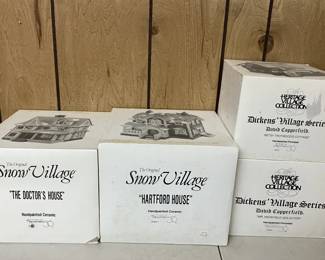 The Original
Snow Village
"THE DOCTOR'S HOUSE"
Handpainted Ceramic
The Original
Snow Village
"HARTFORD HOUSE"
Handpainted Ceramic
HERITAGE
VILLAGE
COLLECTION
Dickens' Village Series
David Copperfield
HERITAGE
VILLAGE
COLLECTION
Dickens' Village Series
David Copperfield